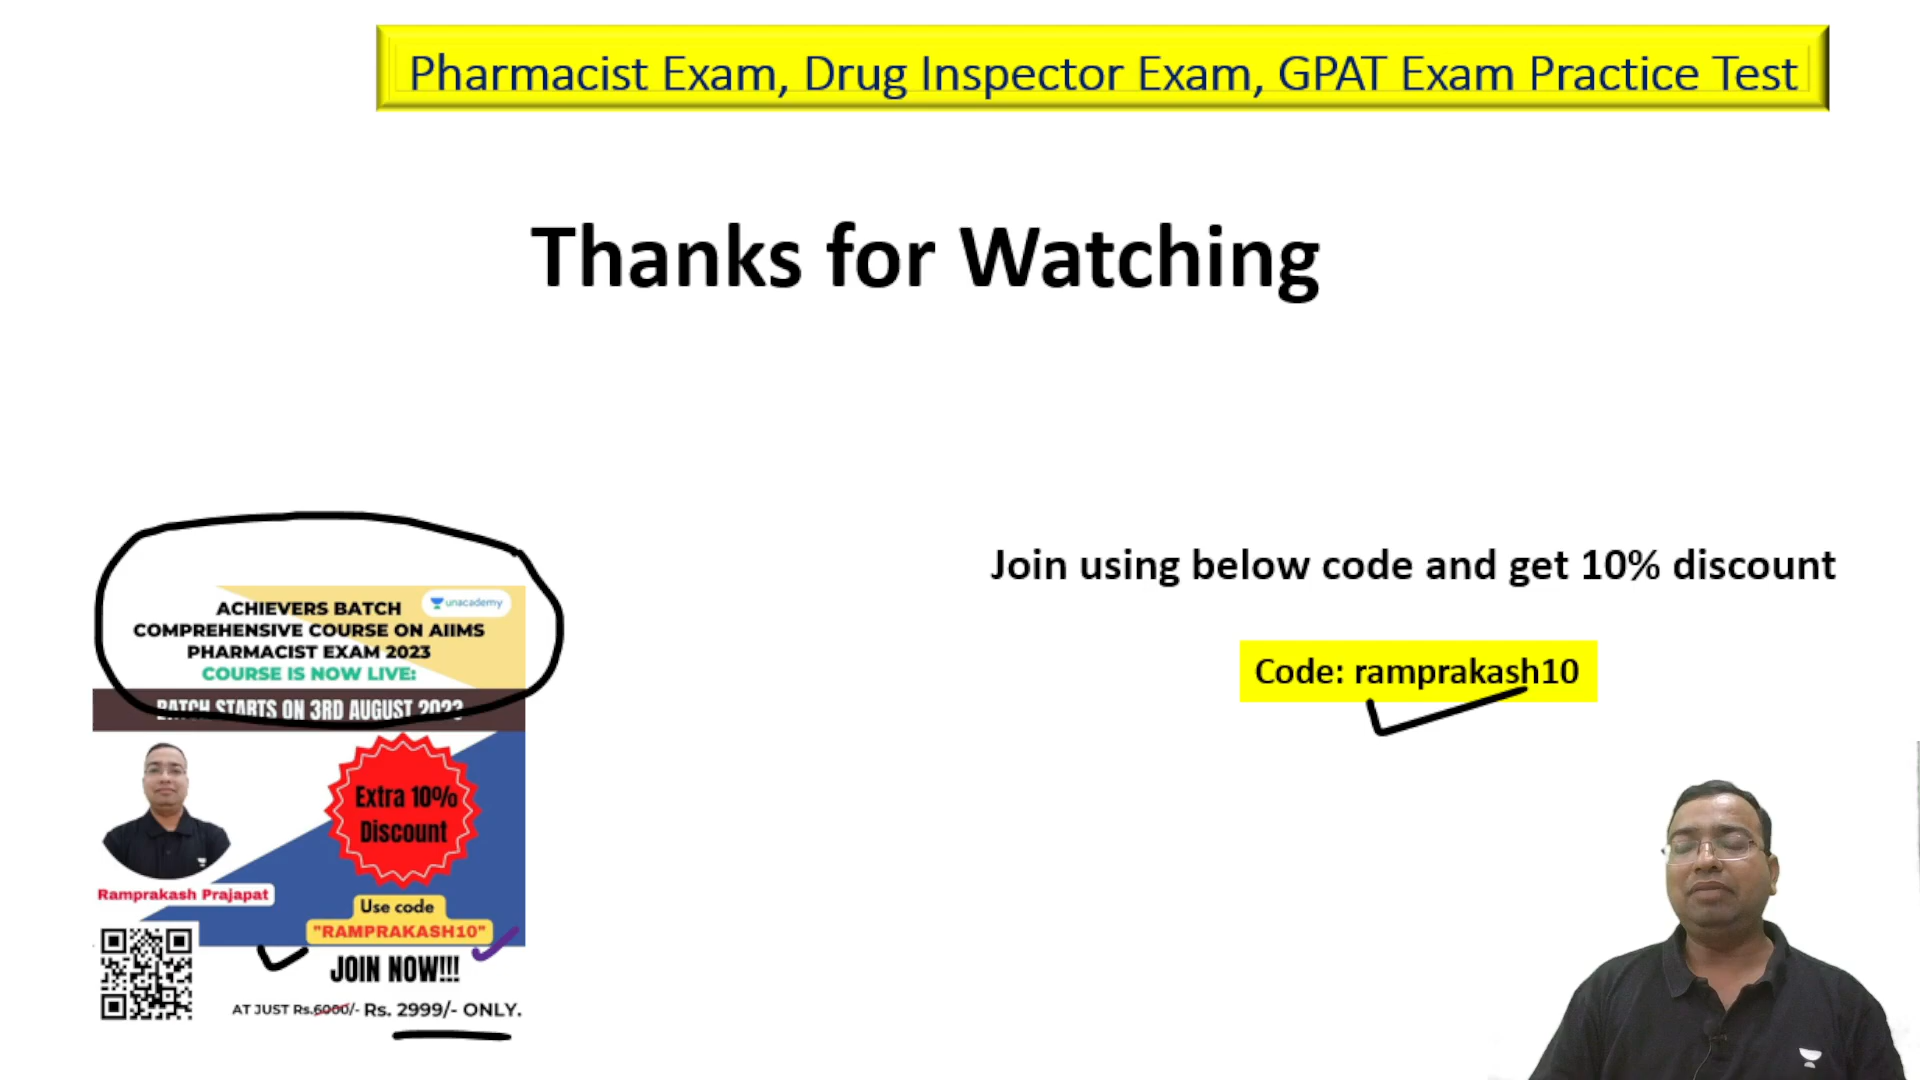 Pharmacist Exam, Drug Inspector Exam, GPAT Exam Practice Test
Thanks for Watching
Join using below code and get 10% discount
Code: ramprakash10
unacademy
ACHIEVERS BATCH
COMPREHENSIVE COURSE ON AIIMS
PHARMACIST EXAM 2023
COURSE IS NOW LIVE:
BATCH STARTS ON 3RD AUGUST 2023
Extra 10%
Discount
Ramprakash Prajapat
Use code
"RAMPRAKASH10"
JOIN NOW!!!
AT JUST Rs.6000/- Rs. 2999/- ONLY.